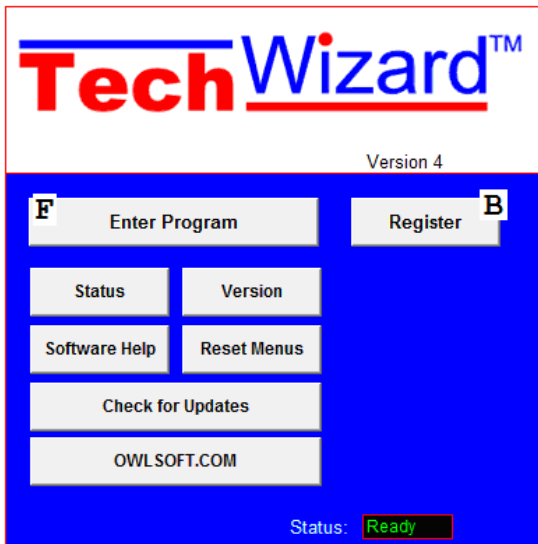 TechWizard™
Version 4
F Enter Program Register B
Status Version
Software Help Reset Menus
Check for Updates
OWLSOFT.COM
Status: Ready